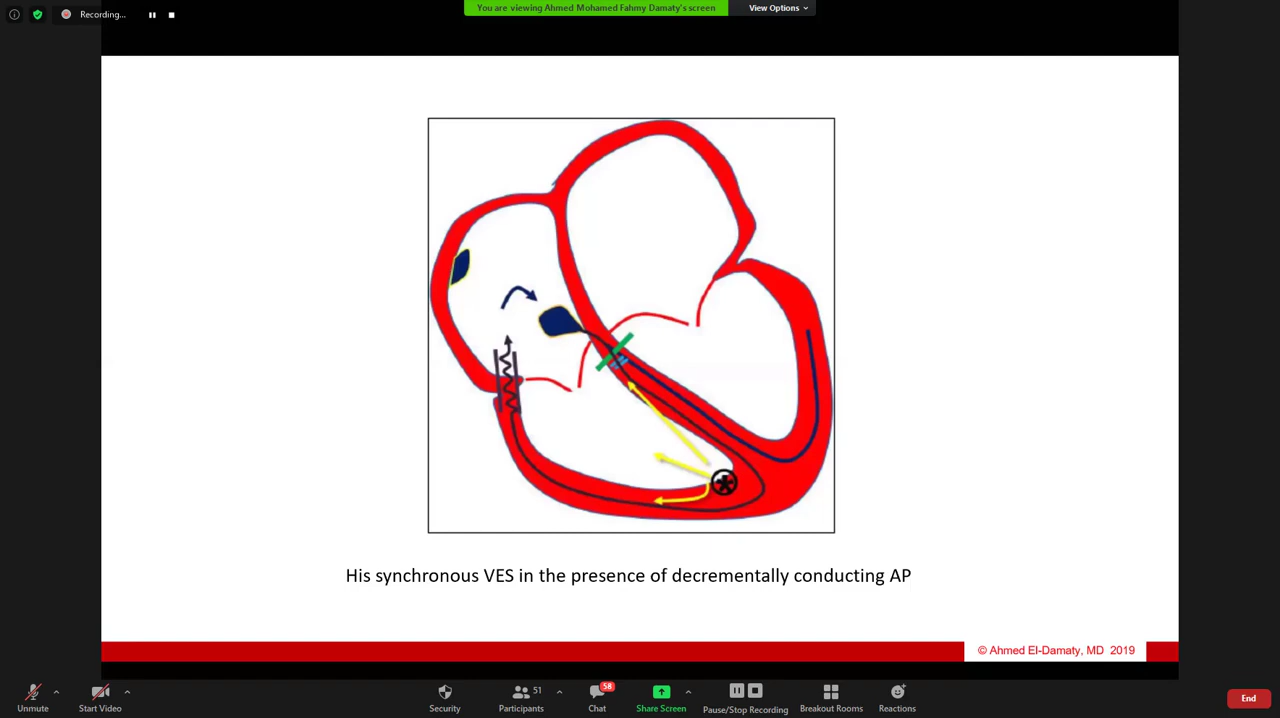 Recording...
You are viewing Ahmed Mohamed Fahmy Damaty's screen
View Options
His synchronous VES in the presence of decrementally conducting AP
© Ahmed El-Damaty, MD 2019
Unmute
Start Video
Security
Participants
51
Chat
58
Share Screen
Pause/Stop Recording
Breakout Rooms
Reactions
End